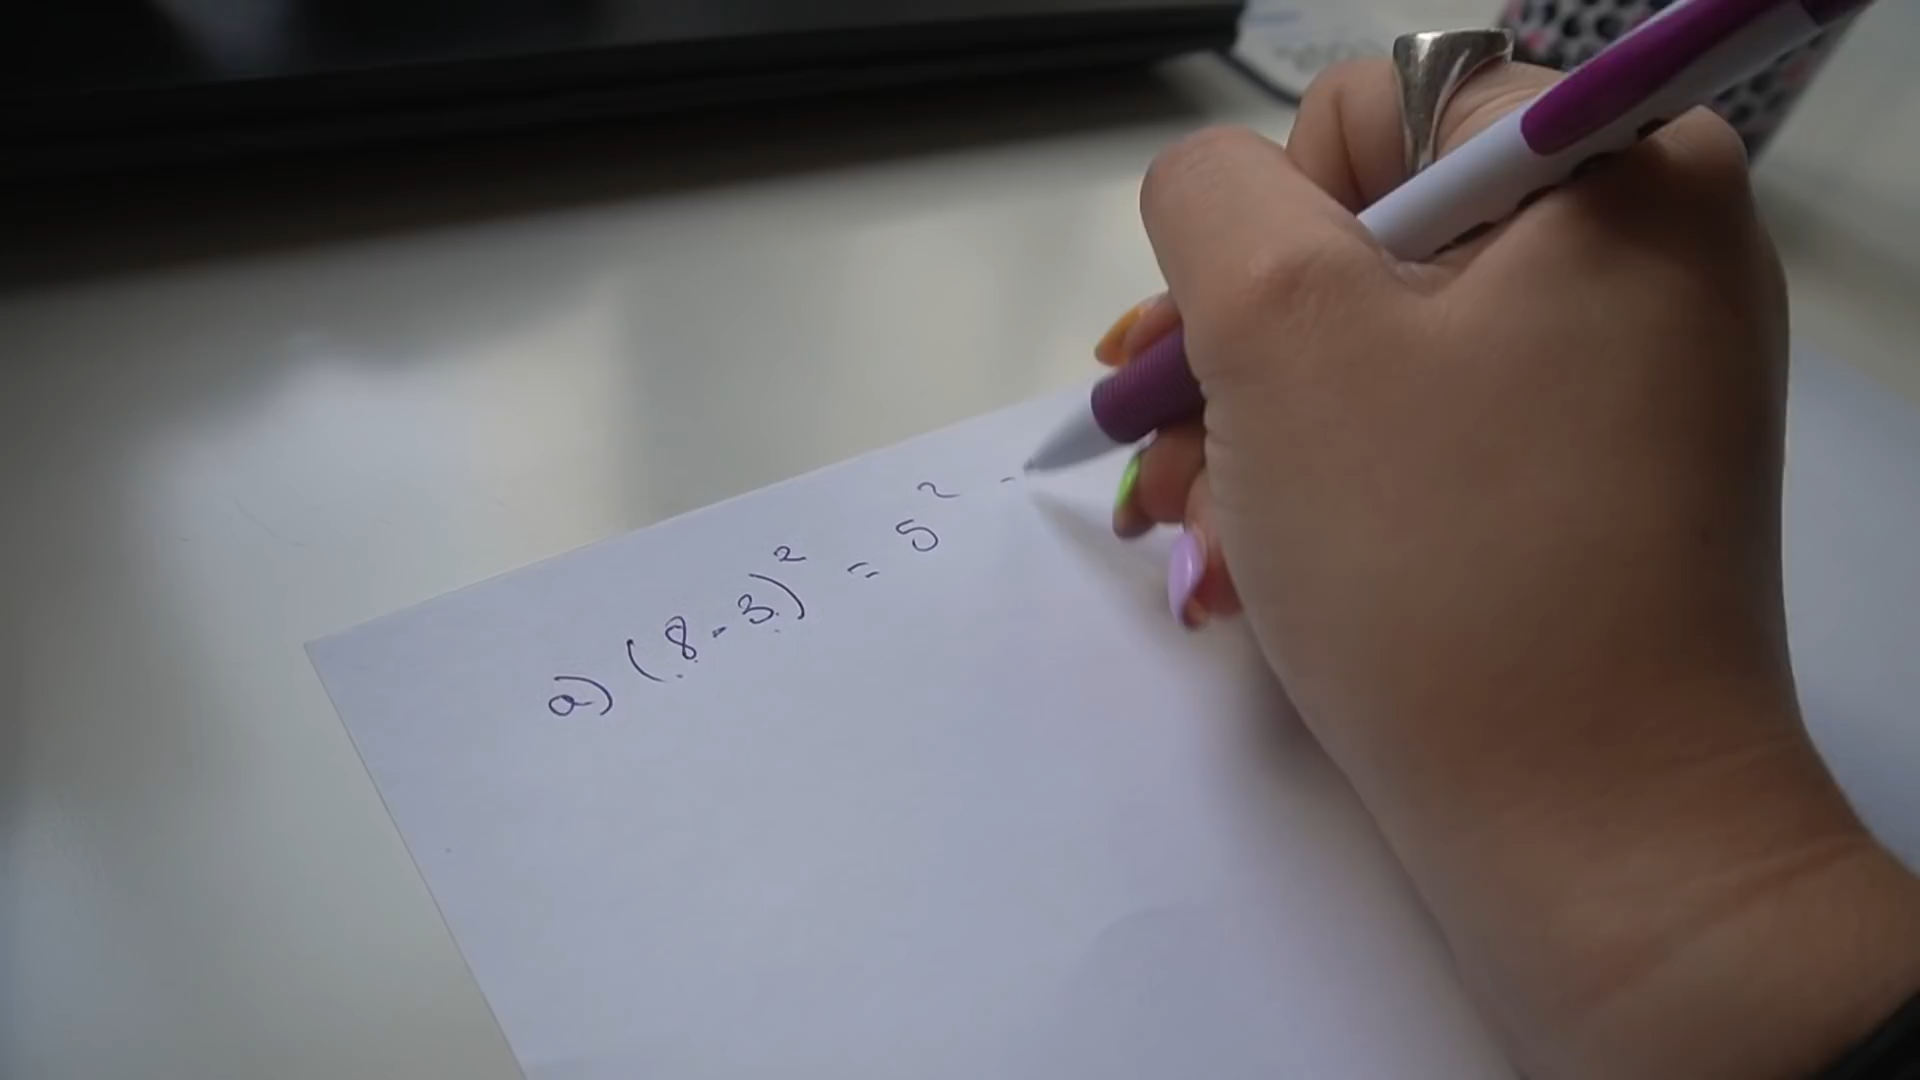 a) (8-3)² = 5² -